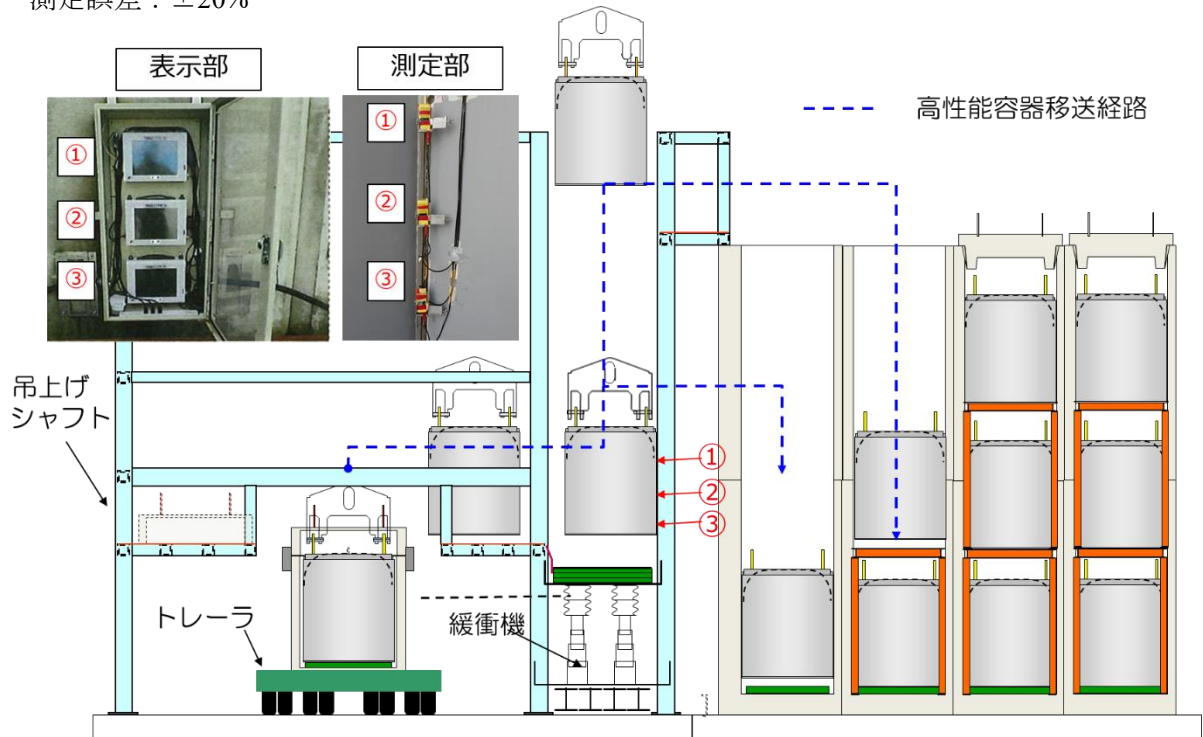 測定誤差：±20%
表示部
測定部
①
②
③
①
②
③
高性能容器移送経路
吊上げ
シャフト
①
②
③
トレーラ
緩衝機